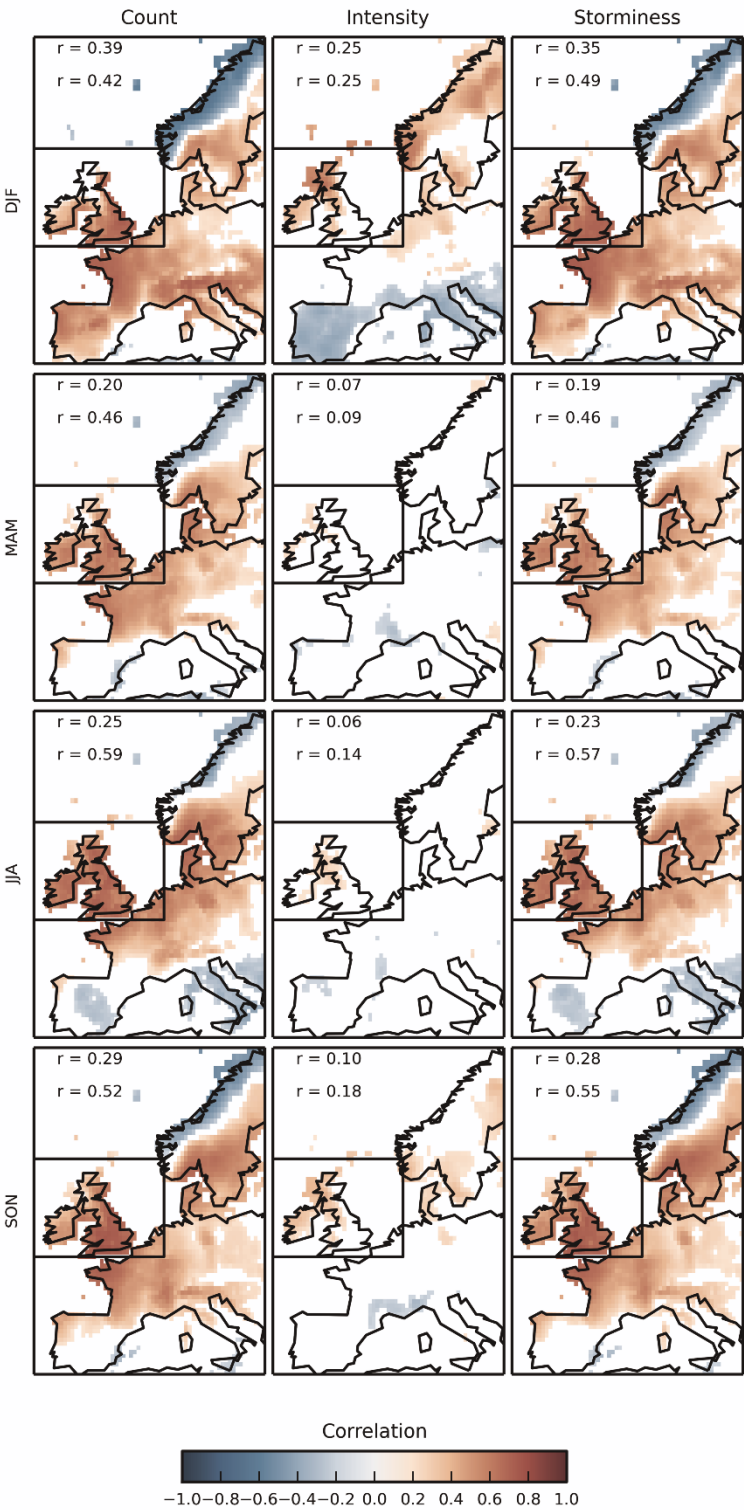 Count Intensity Storminess
DJF
r = 0.39 r = 0.25 r = 0.35
r = 0.42 r = 0.25 r = 0.49
MAM
r = 0.20 r = 0.07 r = 0.19
r = 0.46 r = 0.09 r = 0.46
JJA
r = 0.25 r = 0.06 r = 0.23
r = 0.59 r = 0.14 r = 0.57
SON
r = 0.29 r = 0.10 r = 0.28
r = 0.52 r = 0.18 r = 0.55
Correlation
−1.0 −0.8 −0.6 −0.4 −0.2 0.0 0.2 0.4 0.6 0.8 1.0